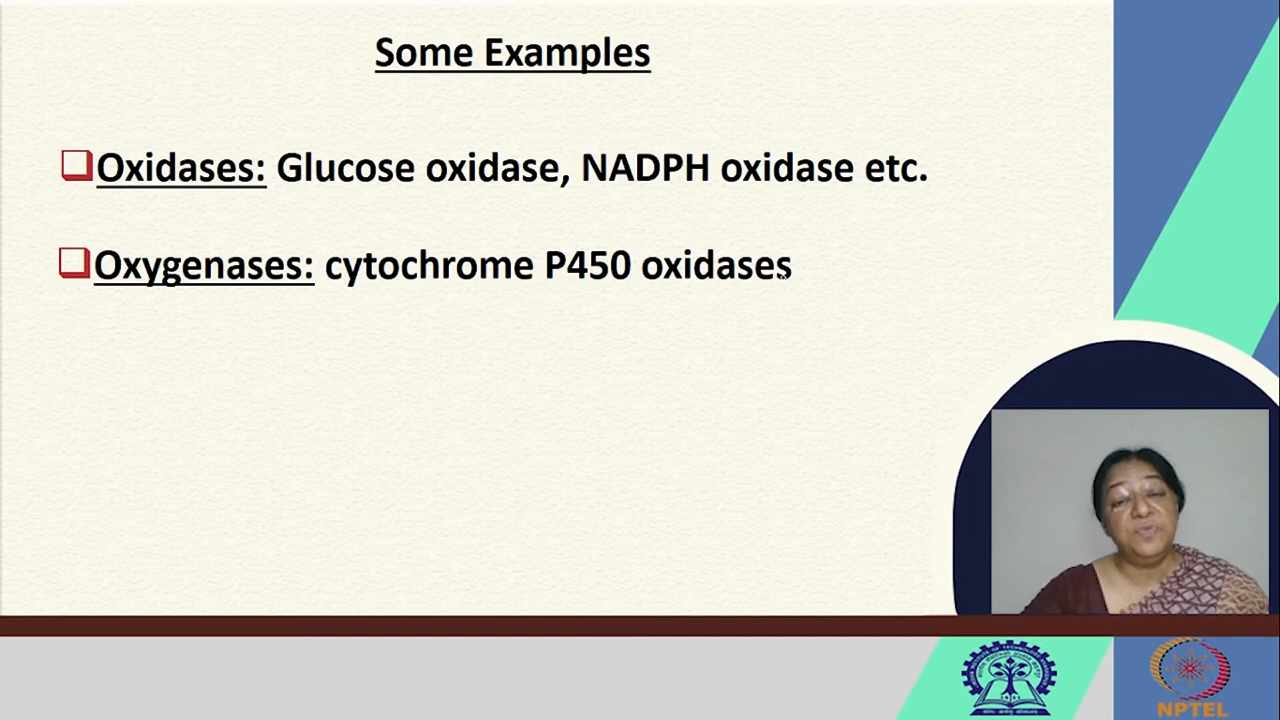 Some Examples
Oxidases: Glucose oxidase, NADPH oxidase etc.
Oxygenases: cytochrome P450 oxidases
NPTEL